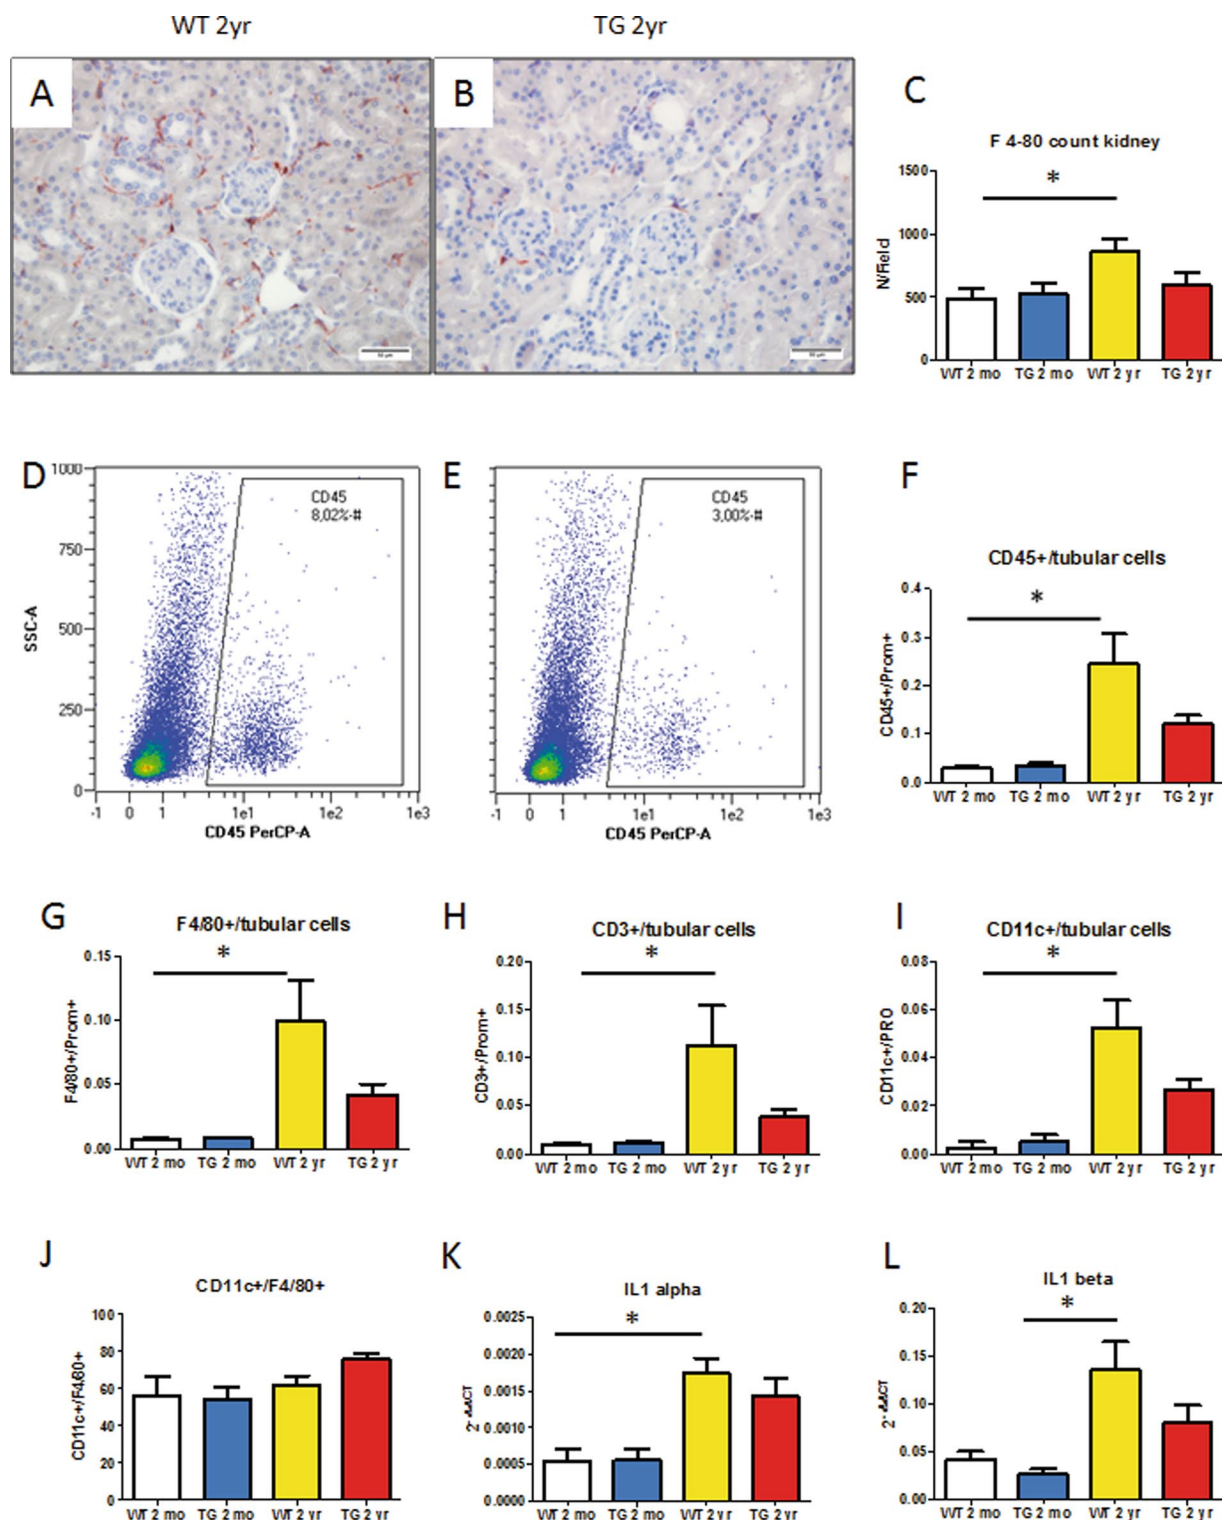 WT 2yr
TG 2yr
A
B
C
F 4-80 count kidney
*
N/Field
1500
1000
500
0
WT 2 mo TG 2 mo WT 2 yr TG 2 yr
D
SSC-A
1000
750
500
250
0
CD45
8,02%-#
-1 0 1 1e1 1e2 1e3
CD45 PerCP-A
E
CD45
3,00%-#
-1 0 1 1e1 1e2 1e3
CD45 PerCP-A
F
CD45+/tubular cells
*
CD45+/Prom+
0.4
0.3
0.2
0.1
0.0
WT 2 mo TG 2 mo WT 2 yr TG 2 yr
G
F4/80+/tubular cells
*
F4/80+/Prom+
0.15
0.10
0.05
0.00
WT 2 mo TG 2 mo WT 2 yr TG 2 yr
H
CD3+/tubular cells
*
CD3+/Prom+
0.20
0.15
0.10
0.05
0.00
WT 2 mo TG 2 mo WT 2 yr TG 2 yr
I
CD11c+/tubular cells
*
CD11c+/PRO
0.08
0.06
0.04
0.02
0.00
WT 2 mo TG 2 mo WT 2 yr TG 2 yr
J
CD11c+/F4/80+
CD11c+/F4/80+
100
80
60
40
20
0
WT 2 mo TG 2 mo WT 2 yr TG 2 yr
K
IL1 alpha
*
2-ΔΔCT
0.0025
0.0020
0.0015
0.0010
0.0005
0.0000
WT 2 mo TG 2 mo WT 2 yr TG 2 yr
L
IL1 beta
*
2-ΔΔCT
0.20
0.15
0.10
0.05
0.00
WT 2 mo TG 2 mo WT 2 yr TG 2 yr